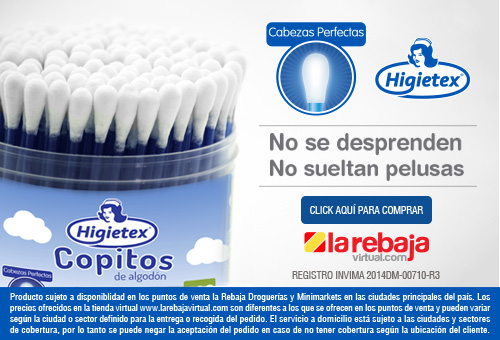 Cabezas Perfectas
Higietex
No se desprenden
No sueltan pelusas
CLICK AQUÍ PARA COMPRAR
larebaja
virtual.com
REGISTRO INVIMA 2014DM-00710-R3
Higietex
Copitos
de algodón
Cabezas Perfectas
Producto sujeto a disponiblidad en los puntos de venta la Rebaja Droguerías y Minimarkets en las ciudades principales del país. Los
precios ofrecidos en la tienda virtual www.larebajavirtual.com son diferentes a los que se ofrecen en los puntos de venta y pueden variar
según la ciudad o sector definido para la entrega o recogida del pedido. El servicio a domicilio está sujeto a las ciudades y sectores
de cobertura, por lo tanto se puede negar la aceptación del pedido en caso de no tener cobertura según la ubicación del cliente.